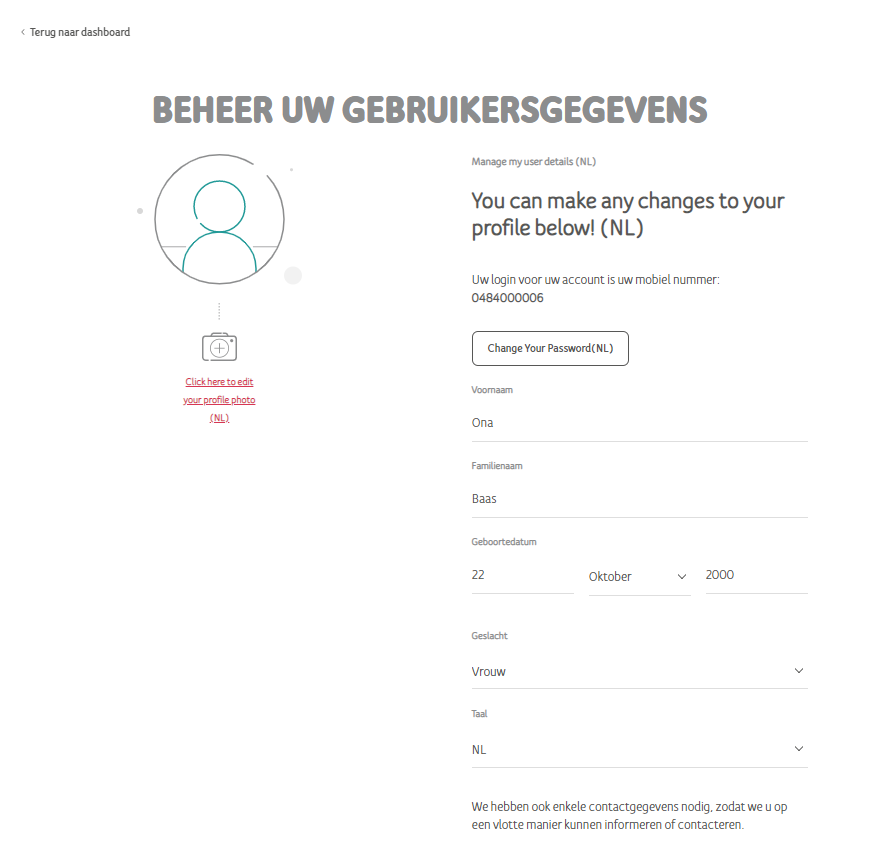 Terug naar dashboard
BEHEER UW GEBRUIKERSGEGEVENS
Click here to edit
your profile photo
(NL)
Manage my user details (NL)
You can make any changes to your
profile below! (NL)
Uw login voor uw account is uw mobiel nummer:
0484000006
Change Your Password(NL)
Voornaam
Ona
Familienaam
Baas
Geboortedatum
22 Oktober 2000
Geslacht
Vrouw
Taal
NL
We hebben ook enkele contactgegevens nodig, zodat we u op
een vlotte manier kunnen informeren of contacteren.